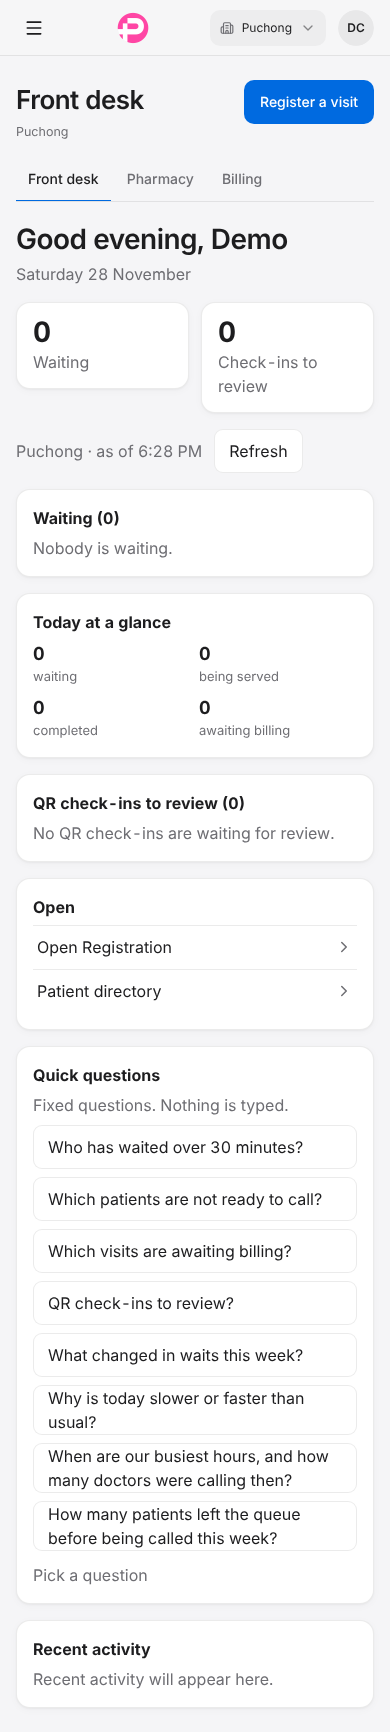 Puchong
DC
Front desk
Register a visit
Puchong
Front desk
Pharmacy
Billing
Good evening, Demo
Saturday 28 November
0
Waiting
0
Check-ins to
review
Puchong · as of 6:28 PM
Refresh
Waiting (0)
Nobody is waiting.
Today at a glance
0
waiting
0
being served
0
completed
0
awaiting billing
QR check-ins to review (0)
No QR check-ins are waiting for review.
Open
Open Registration
Patient directory
Quick questions
Fixed questions. Nothing is typed.
Who has waited over 30 minutes?
Which patients are not ready to call?
Which visits are awaiting billing?
QR check-ins to review?
What changed in waits this week?
Why is today slower or faster than
usual?
When are our busiest hours, and how
many doctors were calling then?
How many patients left the queue
before being called this week?
Pick a question
Recent activity
Recent activity will appear here.